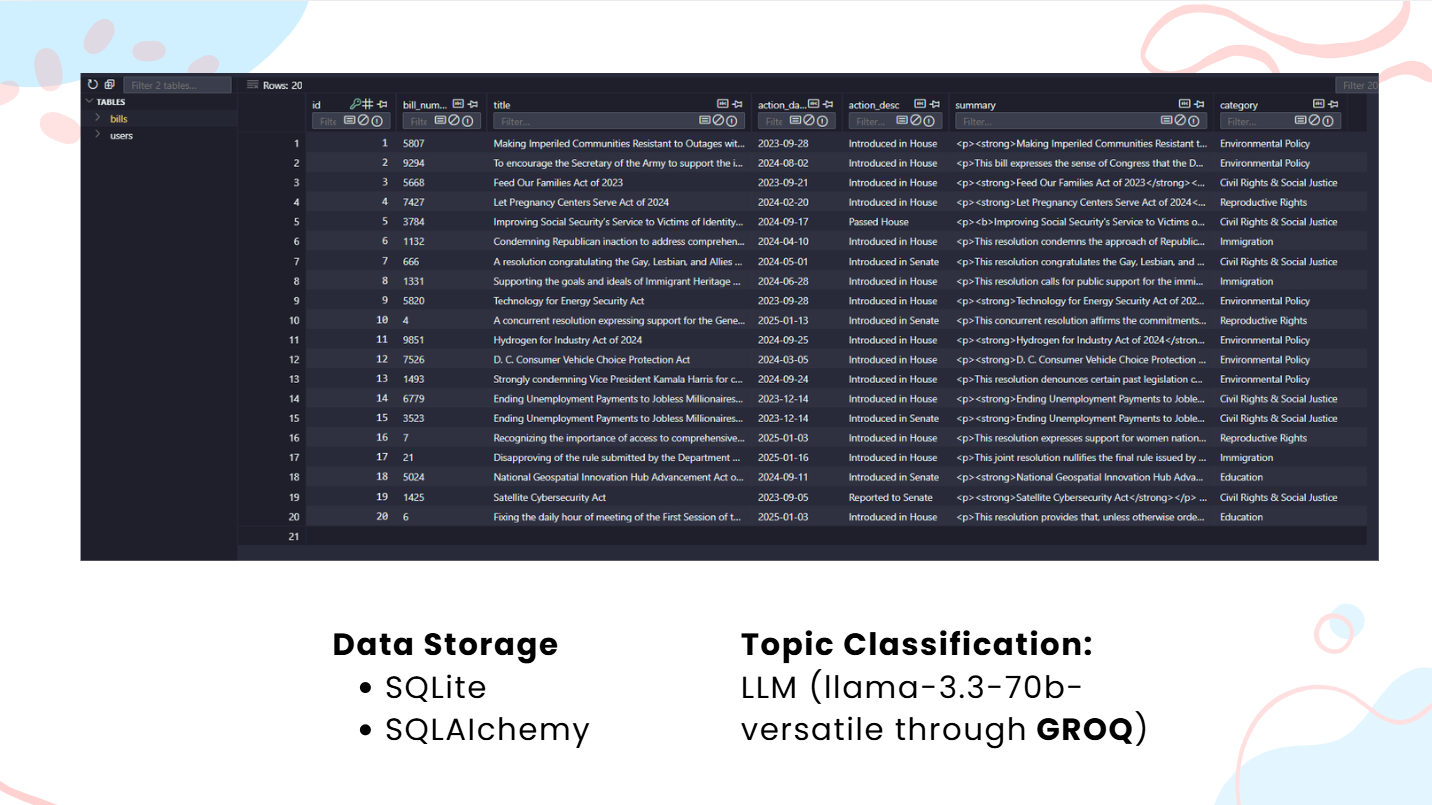 Filter 2 tables...
Rows: 20
Filter 20
TABLES
bills
users
id bill_num... title action_da... action_desc summary category
Filte Filte Filter... Filte Filter... Filter... Filter...
1 1 5807 Making Imperiled Communities Resistant to Outages wit... 2023-09-28 Introduced in House <p><strong>Making Imperiled Communities Resistant t... Environmental Policy
2 2 9294 To encourage the Secretary of the Army to support the i... 2024-08-02 Introduced in House <p>This bill expresses the sense of Congress that the D... Environmental Policy
3 3 5668 Feed Our Families Act of 2023 2023-09-21 Introduced in House <p><strong>Feed Our Families Act of 2023</strong> <... Civil Rights & Social Justice
4 4 7427 Let Pregnancy Centers Serve Act of 2024 2024-02-20 Introduced in House <p><strong>Let Pregnancy Centers Serve Act of 2024<... Reproductive Rights
5 5 3784 Improving Social Security's Service to Victims of Identity... 2024-09-17 Passed House <p><b>Improving Social Security's Service to Victims o... Civil Rights & Social Justice
6 6 1132 Condemning Republican inaction to address comprehen... 2024-04-10 Introduced in House <p>This resolution condemns the approach of Republic... Immigration
7 7 666 A resolution congratulating the Gay, Lesbian, and Allies ... 2024-05-01 Introduced in Senate <p>This resolution congratulates the Gay, Lesbian, and ... Civil Rights & Social Justice
8 8 1331 Supporting the goals and ideals of Immigrant Heritage ... 2024-06-28 Introduced in House <p>This resolution calls for public support for the immi... Immigration
9 9 5820 Technology for Energy Security Act 2023-09-28 Introduced in House <p><strong>Technology for Energy Security Act of 202... Environmental Policy
10 10 4 A concurrent resolution expressing support for the Gene... 2025-01-13 Introduced in Senate <p>This concurrent resolution affirms the commitments... Reproductive Rights
11 11 9851 Hydrogen for Industry Act of 2024 2024-09-25 Introduced in House <p><strong>Hydrogen for Industry Act of 2024</stron... Environmental Policy
12 12 7526 D. C. Consumer Vehicle Choice Protection Act 2024-03-05 Introduced in House <p><strong>D. C. Consumer Vehicle Choice Protection ... Environmental Policy
13 13 1493 Strongly condemning Vice President Kamala Harris for c... 2024-09-24 Introduced in House <p>This resolution denounces certain past legislation c... Environmental Policy
14 14 6779 Ending Unemployment Payments to Jobless Millionaires... 2023-12-14 Introduced in House <p><strong>Ending Unemployment Payments to Joble... Civil Rights & Social Justice
15 15 3523 Ending Unemployment Payments to Jobless Millionaires... 2023-12-14 Introduced in Senate <p><strong>Ending Unemployment Payments to Jobl... Civil Rights & Social Justice
16 16 7 Recognizing the importance of access to comprehensive... 2025-01-03 Introduced in House <p>This resolution expresses support for women nation... Reproductive Rights
17 17 21 Disapproving of the rule submitted by the Department ... 2025-01-16 Introduced in House <p>This joint resolution nullifies the final rule issued by ... Immigration
18 18 5024 National Geospatial Innovation Hub Advancement Act o... 2024-09-11 Introduced in Senate <p><strong>National Geospatial Innovation Hub Adva... Education
19 19 1425 Satellite Cybersecurity Act 2023-09-05 Reported to Senate <p><strong>Satellite Cybersecurity Act</strong></p> ... Civil Rights & Social Justice
20 20 6 Fixing the daily hour of meeting of the First Session of t... 2025-01-03 Introduced in House <p>This resolution provides that, unless otherwise orde... Education
21
Data Storage
• SQLite
• SQLAIchemy
Topic Classification:
LLM (llama-3.3-70b-
versatile through GROQ)